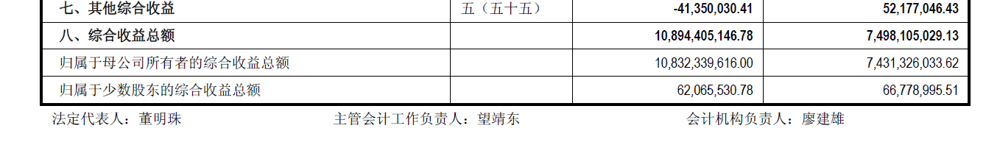 七、其他综合收益 五（五十五） -41,350,030.41 52,177,046.43
八、综合收益总额 10,894,405,146.78 7,498,105,029.13
归属于母公司所有者的综合收益总额 10,832,339,616.00 7,431,326,033.62
归属于少数股东的综合收益总额 62,065,530.78 66,778,995.51
法定代表人：董明珠 主管会计工作负责人：望靖东 会计机构负责人：廖建雄